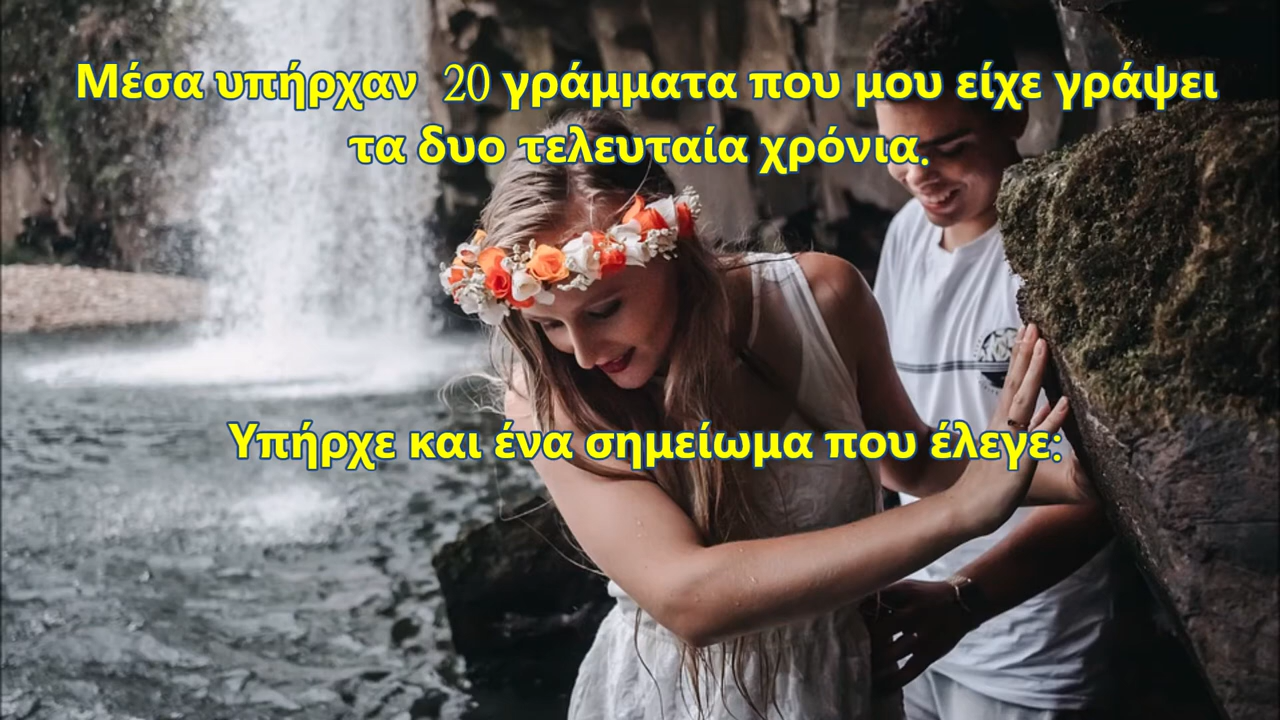 Μέσα υπήρχαν 20 γράμματα που μου είχε γράψει
τα δυο τελευταία χρόνια.
Υπήρχε και ένα σημείωμα που έλεγε: